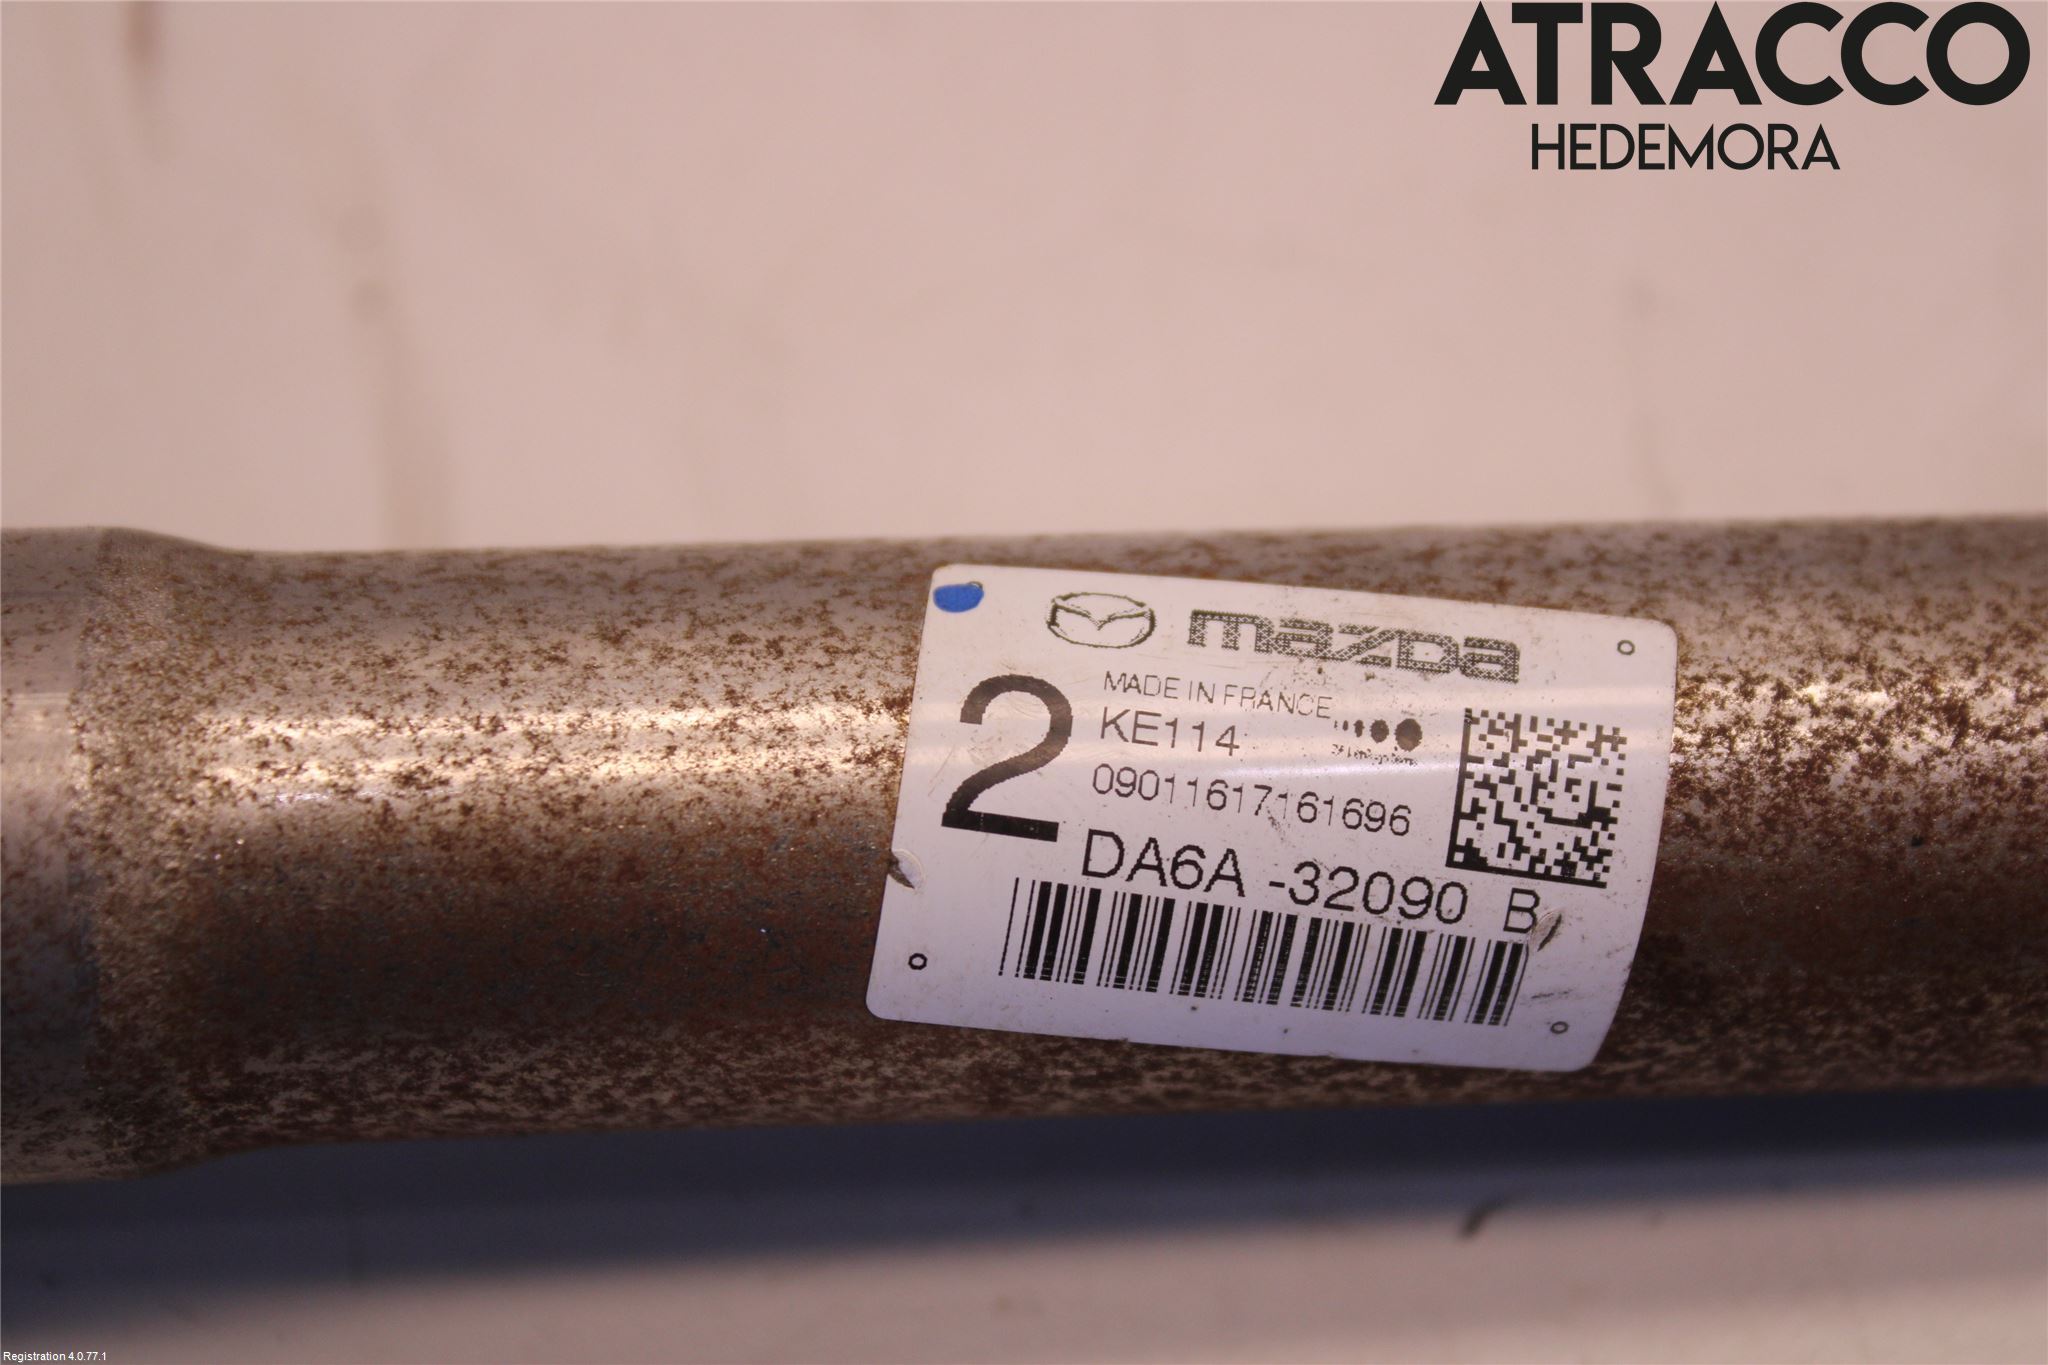 ATRACCO
HEDEMORA
mazda
MADE IN FRANCE
2
KE114
09011617161696
DA6A -32090 B
Registration 4.0.77.1